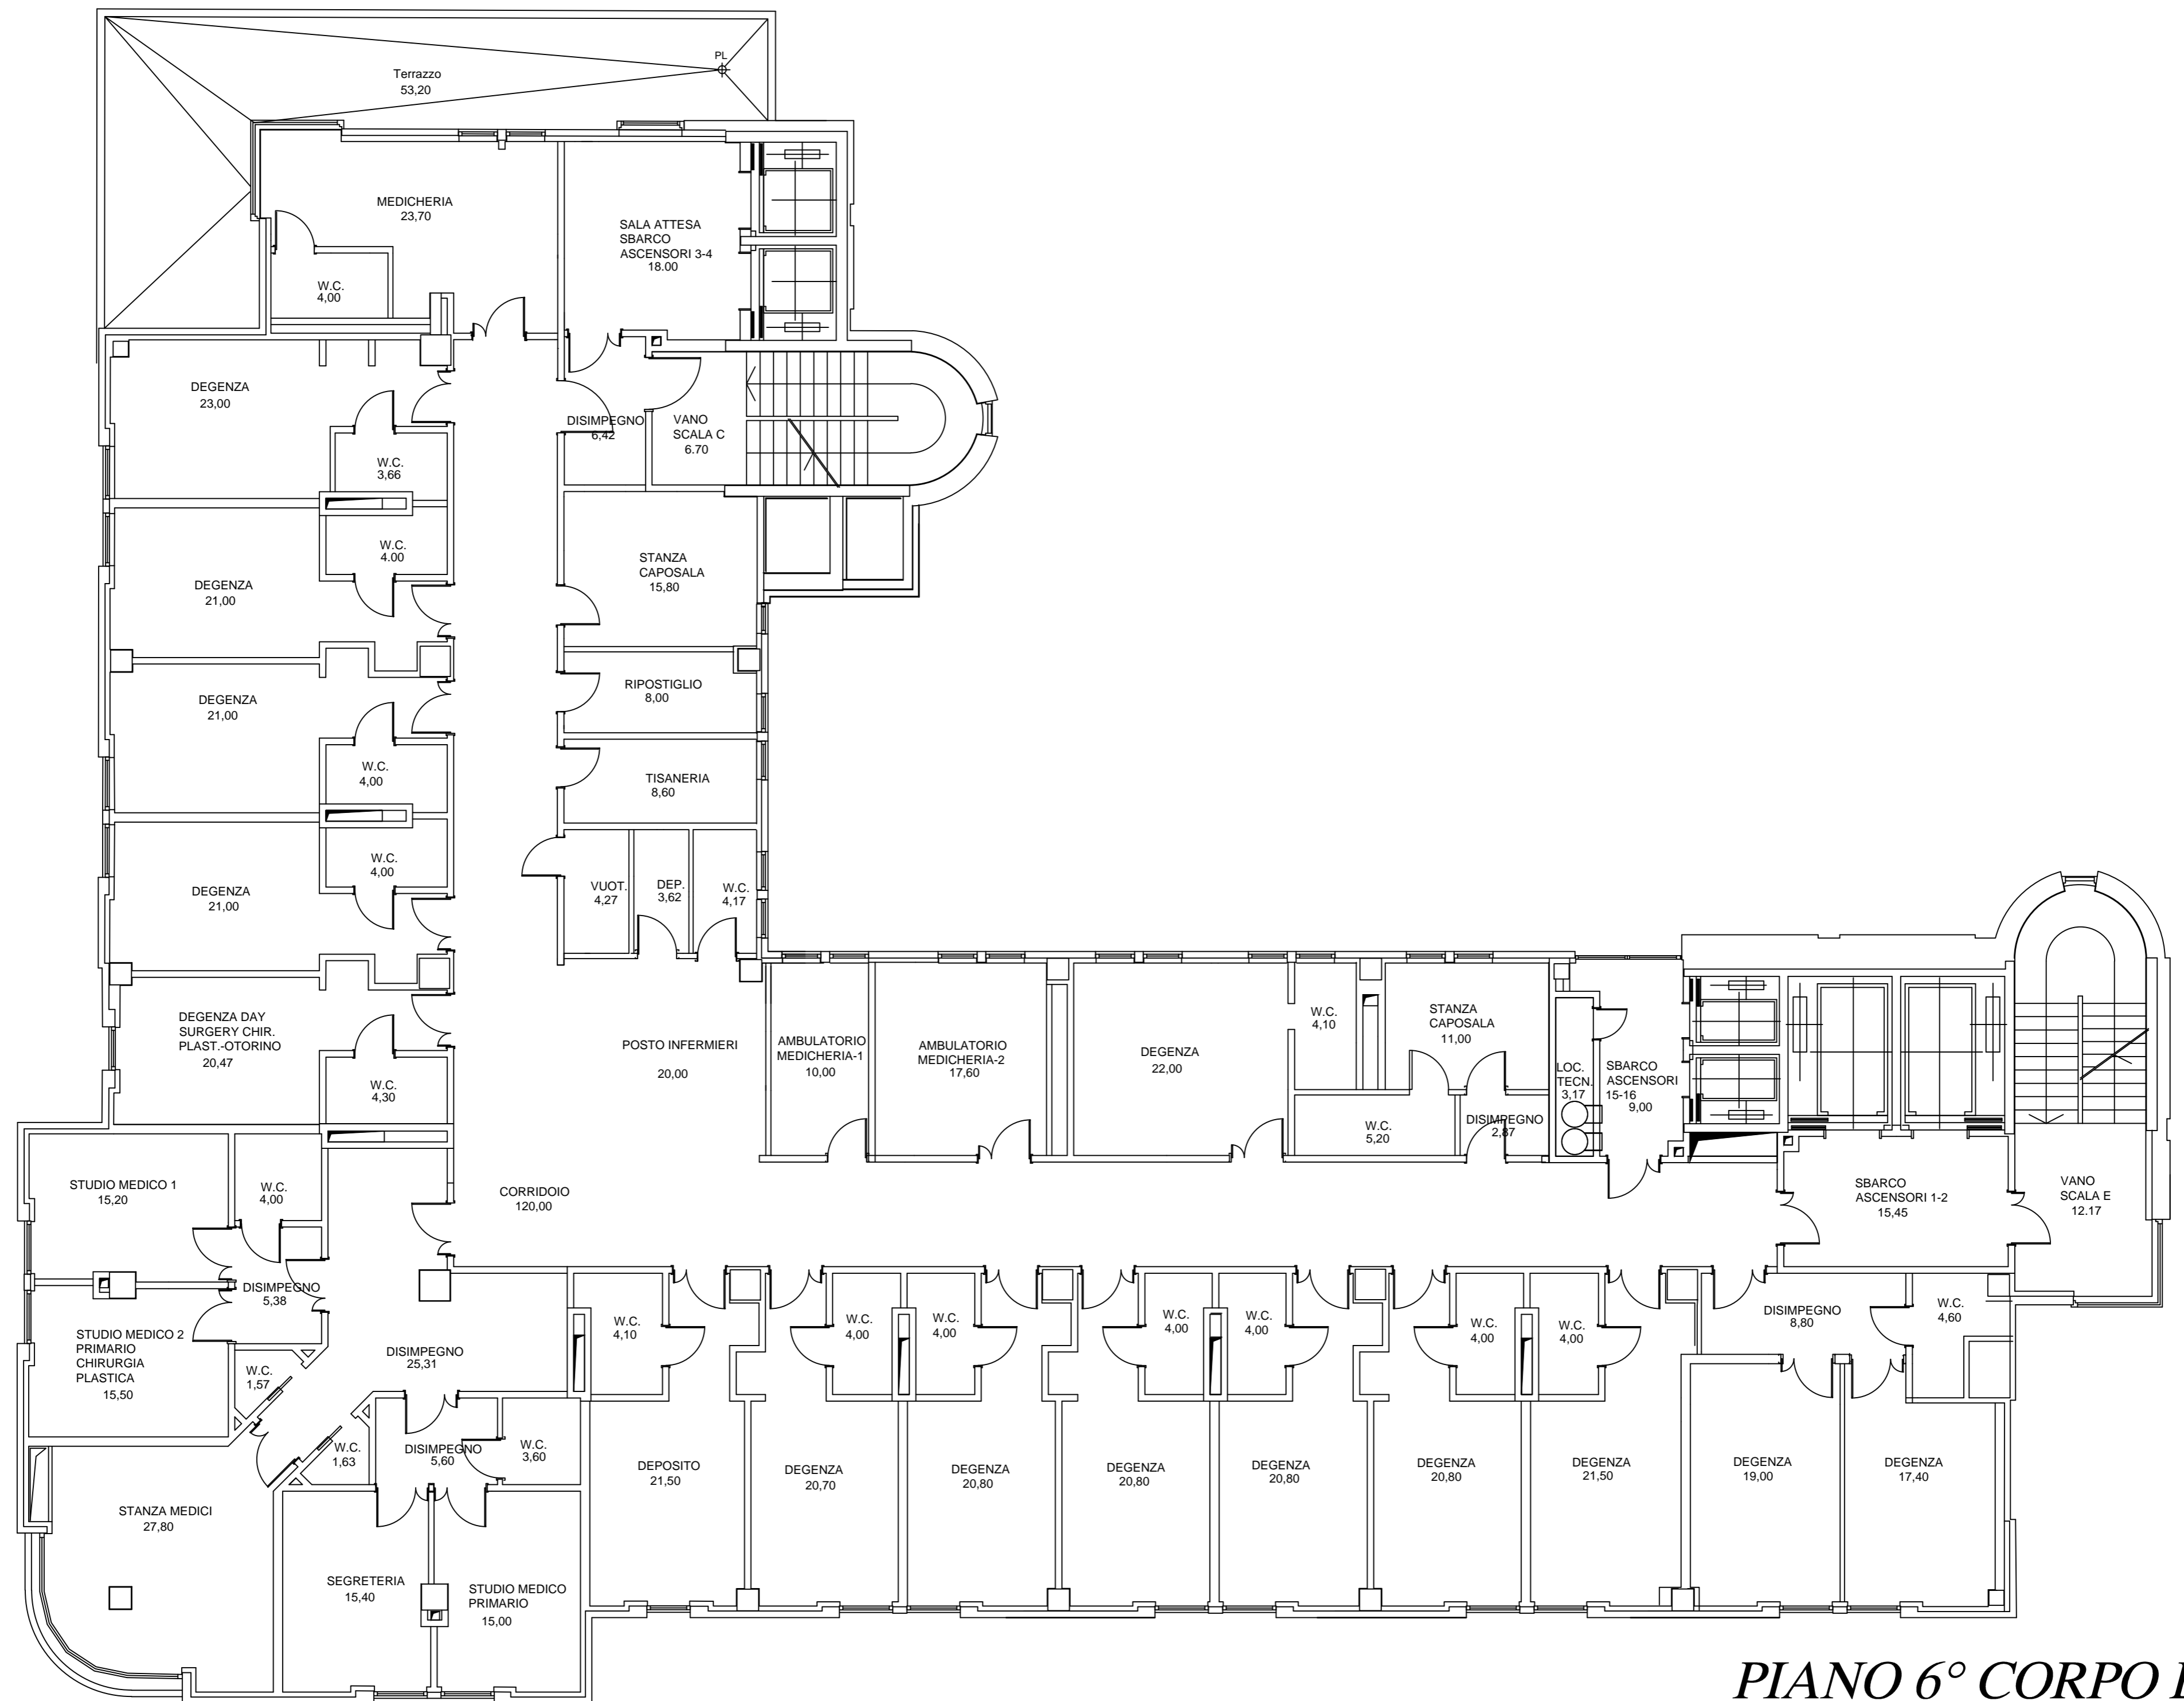 PL
Terrazzo
53,20
MEDICHERIA
23,70
SALA ATTESA
SBARCO
ASCENSORI 3-4
18.00
W.C.
4,00
DEGENZA
23,00
W.C.
3,66
DISIMPEGNO
6,42
VANO
SCALA C
6.70
W.C.
4.00
DEGENZA
21,00
STANZA
CAPOSALA
15,80
DEGENZA
21,00
RIPOSTIGLIO
8,00
W.C.
4,00
TISANERIA
8,60
W.C.
4,00
DEGENZA
21,00
VUOT.
4,27
DEP.
3,62
W.C.
4,17
DEGENZA DAY
SURGERY CHIR.
PLAST.-OTORINO
20,47
W.C.
4,30
POSTO INFERMIERI
20,00
AMBULATORIO
MEDICHERIA-1
10,00
AMBULATORIO
MEDICHERIA-2
17,60
DEGENZA
22,00
W.C.
4,10
STANZA
CAPOSALA
11,00
W.C.
5,20
DISIMPEGNO
2,87
LOC.
TECN.
3,17
SBARCO
ASCENSORI
15-16
9,00
STUDIO MEDICO 1
15,20
W.C.
4,00
CORRIDOIO
120,00
SBARCO
ASCENSORI 1-2
15,45
VANO
SCALA E
12.17
DISIMPEGNO
5,38
STUDIO MEDICO 2
PRIMARIO
CHIRURGIA
PLASTICA
15,50
W.C.
1,57
DISIMPEGNO
25,31
W.C.
4,10
W.C.
4,00
W.C.
4,00
W.C.
4,00
W.C.
4,00
W.C.
4,00
W.C.
4,00
DISIMPEGNO
8,80
W.C.
4,60
W.C.
1,63
DISIMPEGNO
5,60
W.C.
3,60
STANZA MEDICI
27,80
SEGRETERIA
15,40
STUDIO MEDICO
PRIMARIO
15,00
DEPOSITO
21,50
DEGENZA
20,70
DEGENZA
20,80
DEGENZA
20,80
DEGENZA
20,80
DEGENZA
20,80
DEGENZA
21,50
DEGENZA
19,00
DEGENZA
17,40
PIANO 6° CORPO